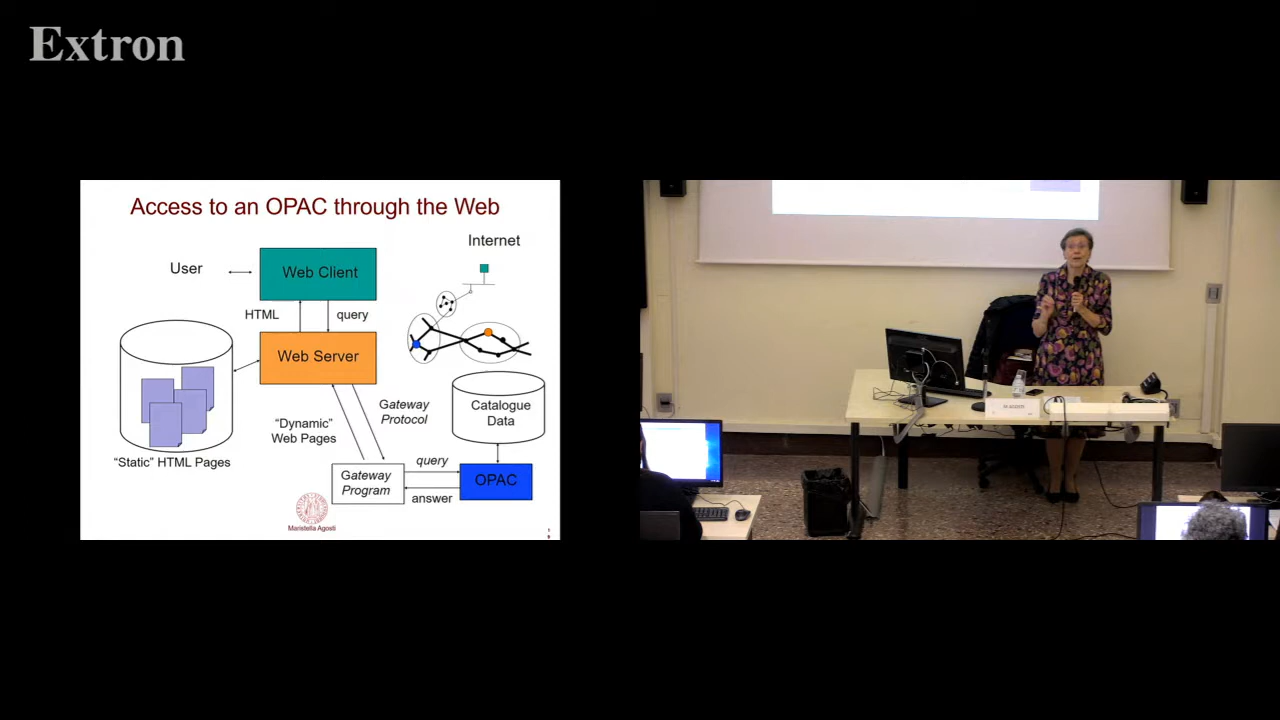 Extron
Access to an OPAC through the Web
Internet
User
Web Client
HTML
query
Web Server
Gateway
Protocol
Catalogue
Data
“Dynamic”
Web Pages
“Static” HTML Pages
query
Gateway
Program
OPAC
answer
Maristella Agosti